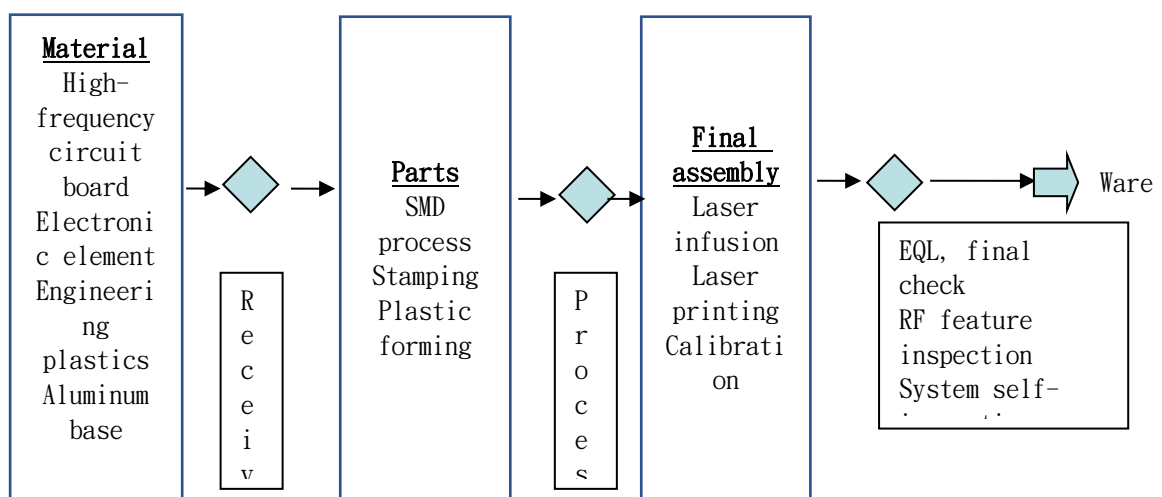 Material
High-
frequency
circuit
board
Electroni
c element
Engineeri
ng
plastics
Aluminum
base
R
e
c
e
i
v
Parts
SMD
process
Stamping
Plastic
forming
P
r
o
c
e
s
Final
assembly
Laser
infusion
Laser
printing
Calibrati
on
Ware
EQL, final
check
RF feature
inspection
System self-